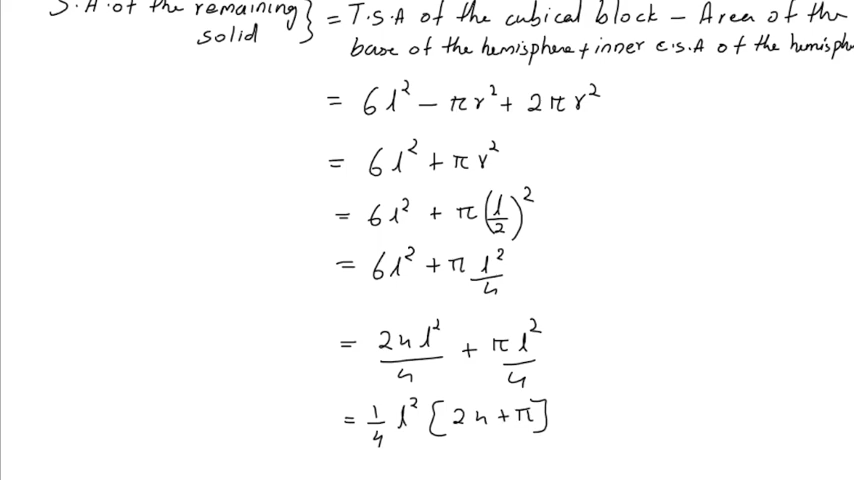 S.A.of the remaining solid } = T.S.A of the cubical block – Area of the
base of the hemisphere + inner C.S.A of the hemisph
= 6l² – πr² + 2πr²
= 6l² + πr²
= 6l² + π(l/2)²
= 6l² + π l²/4
= 24l²/4 + πl²/4
= 1/4 l² [24+π]